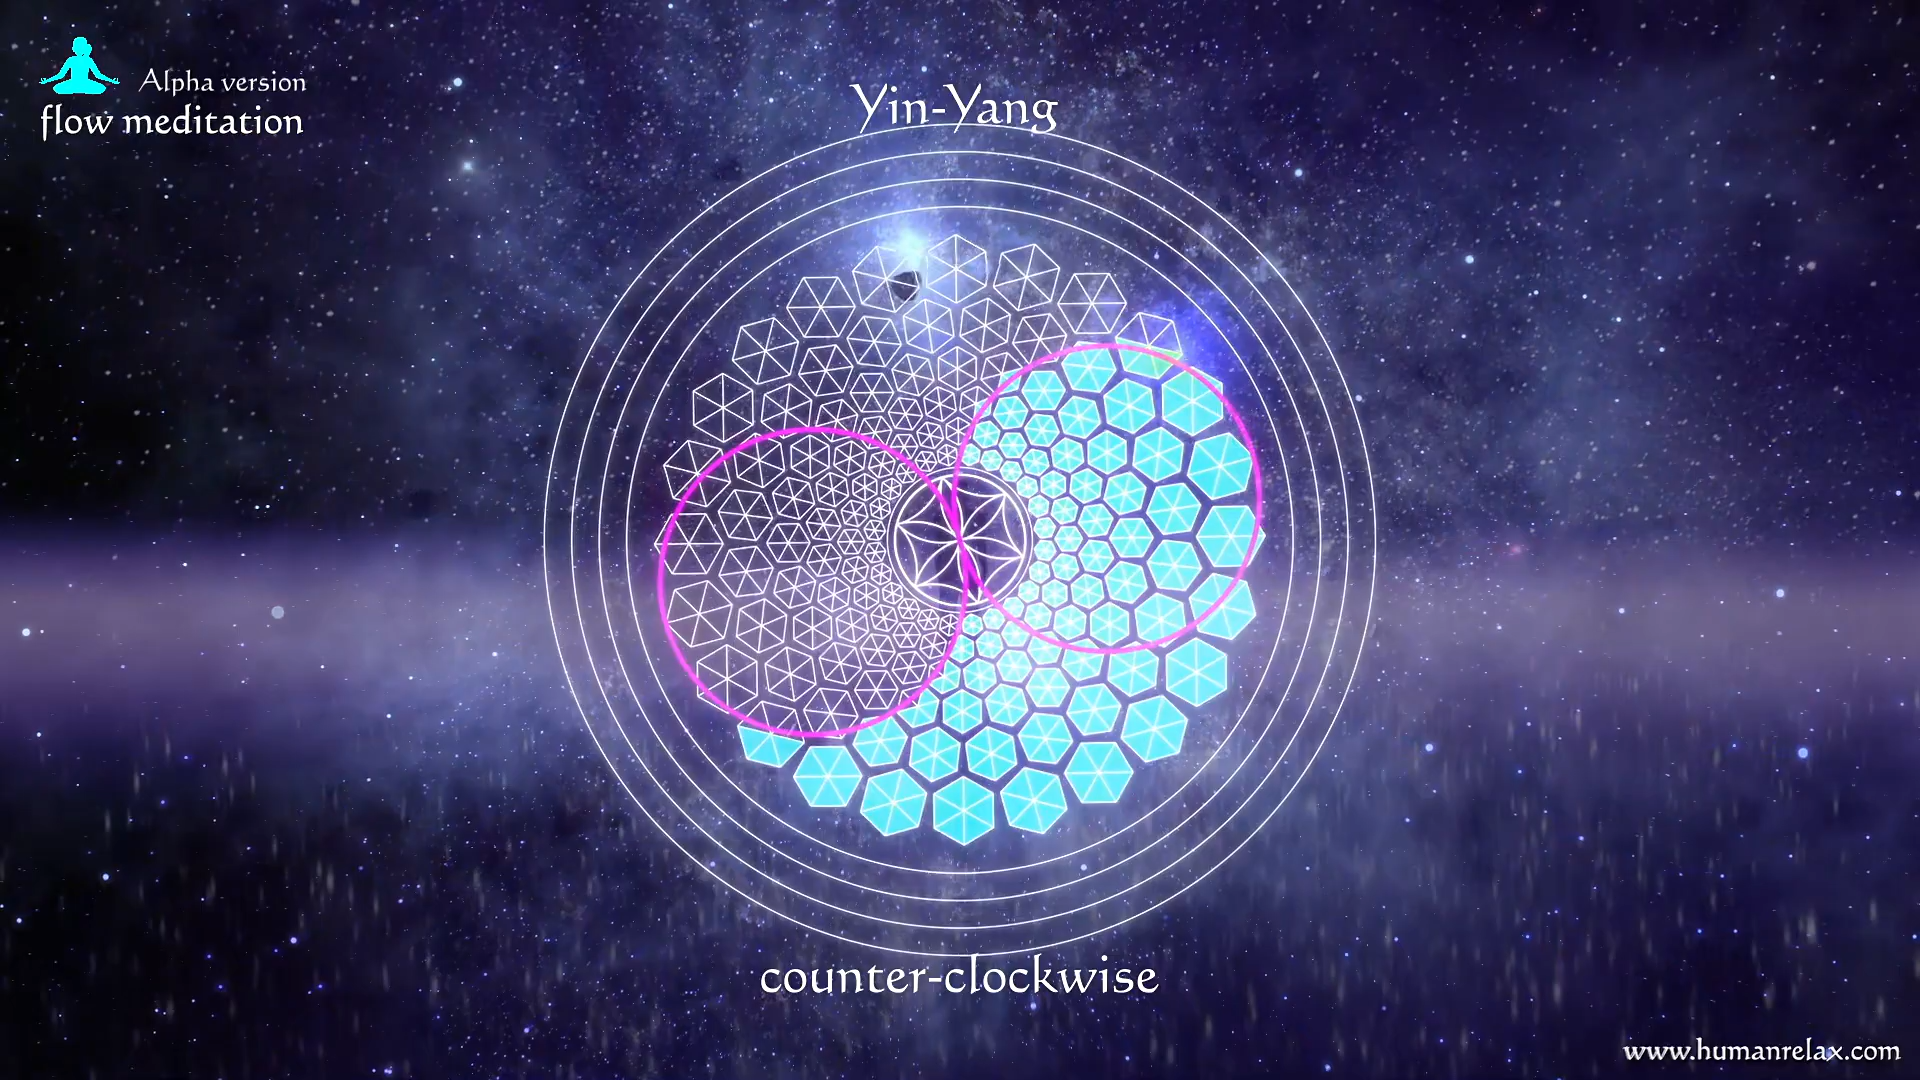 Alpha version
flow meditation
Yin-Yang
counter-clockwise
www.humanrelax.com